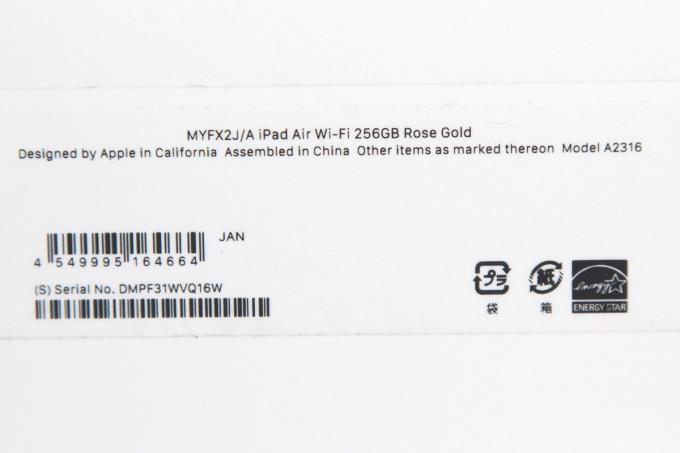 MYFX2J/A iPad Air Wi-Fi 256GB Rose Gold
Designed by Apple in California Assembled in China Other items as marked thereon Model A2316
JAN
4 549995 164664
(S) Serial No. DMPF31WVQ16W
プラ
袋
紙
箱
energy
ENERGY STAR